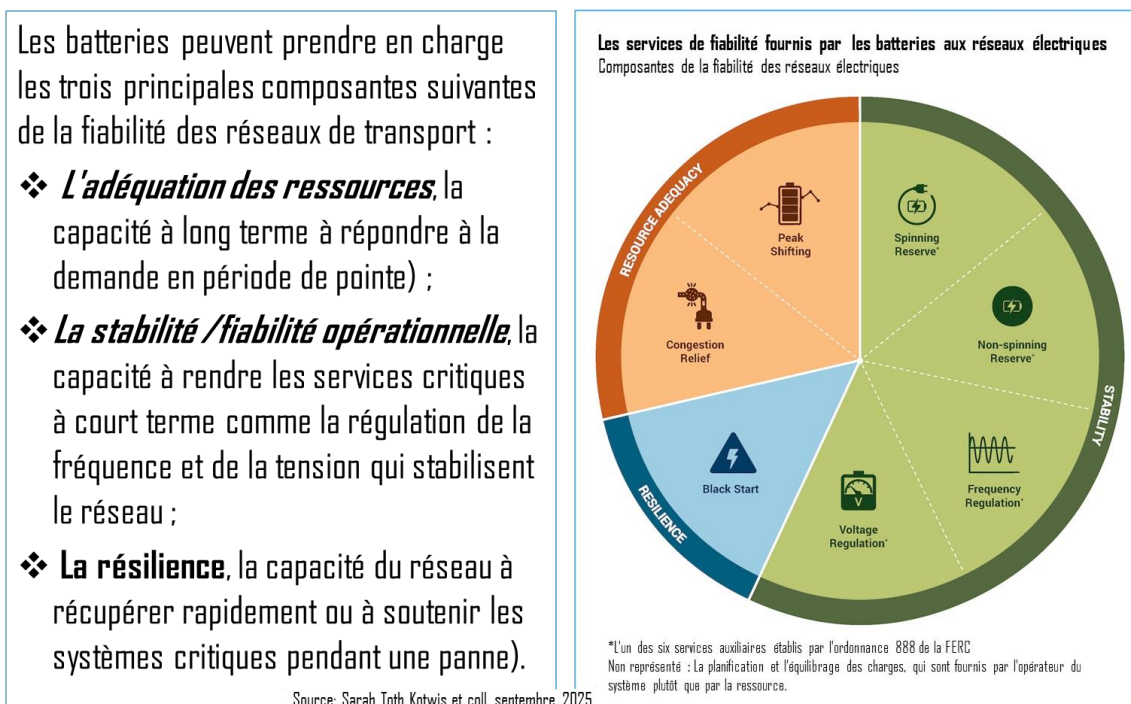 Les batteries peuvent prendre en charge
les trois principales composantes suivantes
de la fiabilité des réseaux de transport :
❖ L'adéquation des ressources, la
capacité à long terme à répondre à la
demande en période de pointe) ;
❖ La stabilité /fiabilité opérationnelle, la
capacité à rendre les services critiques
à court terme comme la régulation de la
fréquence et de la tension qui stabilisent
le réseau ;
❖ La résilience, la capacité du réseau à
récupérer rapidement ou à soutenir les
systèmes critiques pendant une panne).
Les services de fiabilité fournis par les batteries aux réseaux électriques
Composantes de la fiabilité des réseaux électriques
RESOURCE ADEQUACY
Peak
Shifting
Congestion
Relief
STABILITY
Spinning
Reserve*
Non-spinning
Reserve*
Frequency
Regulation*
V
Voltage
Regulation*
RESILIENCE
Black Start
*L'un des six services auxiliaires établis par l'ordonnance 888 de la FERC
Non représenté : La planification et l'équilibrage des charges, qui sont fournis par l'opérateur du
système plutôt que par la ressource.
Source: Sarah Toth Kotwis et coll, septembre, 2025